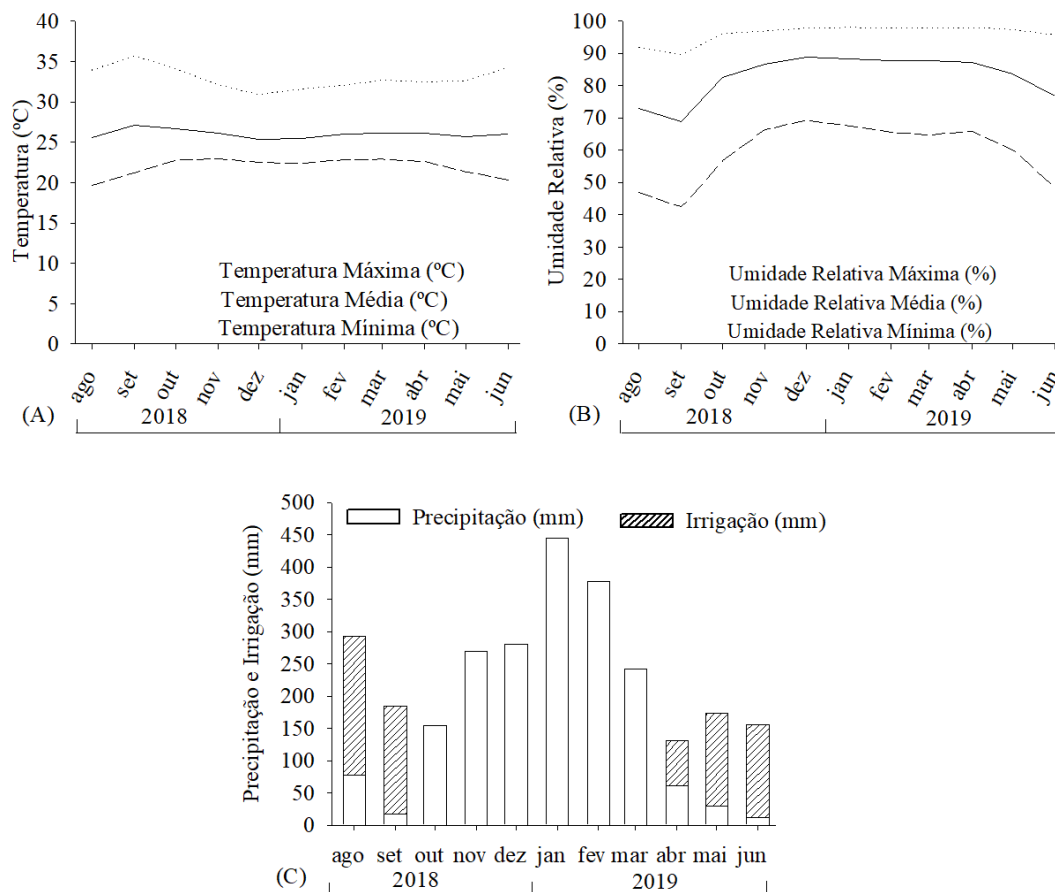 Temperatura (ºC)
40
35
30
25
20
15
10
5
0
Temperatura Máxima (ºC)
Temperatura Média (ºC)
Temperatura Mínima (ºC)
ago set out nov dez jan fev mar abr mai jun
(A) 2018 2019
Umidade Relativa (%)
100
90
80
70
60
50
40
30
20
10
0
Umidade Relativa Máxima (%)
Umidade Relativa Média (%)
Umidade Relativa Mínima (%)
ago set out nov dez jan fev mar abr mai jun
(B) 2018 2019
Precipitação e Irrigação (mm)
500
450
400
350
300
250
200
150
100
50
0
Precipitação (mm) Irrigação (mm)
ago set out nov dez jan fev mar abr mai jun
(C) 2018 2019